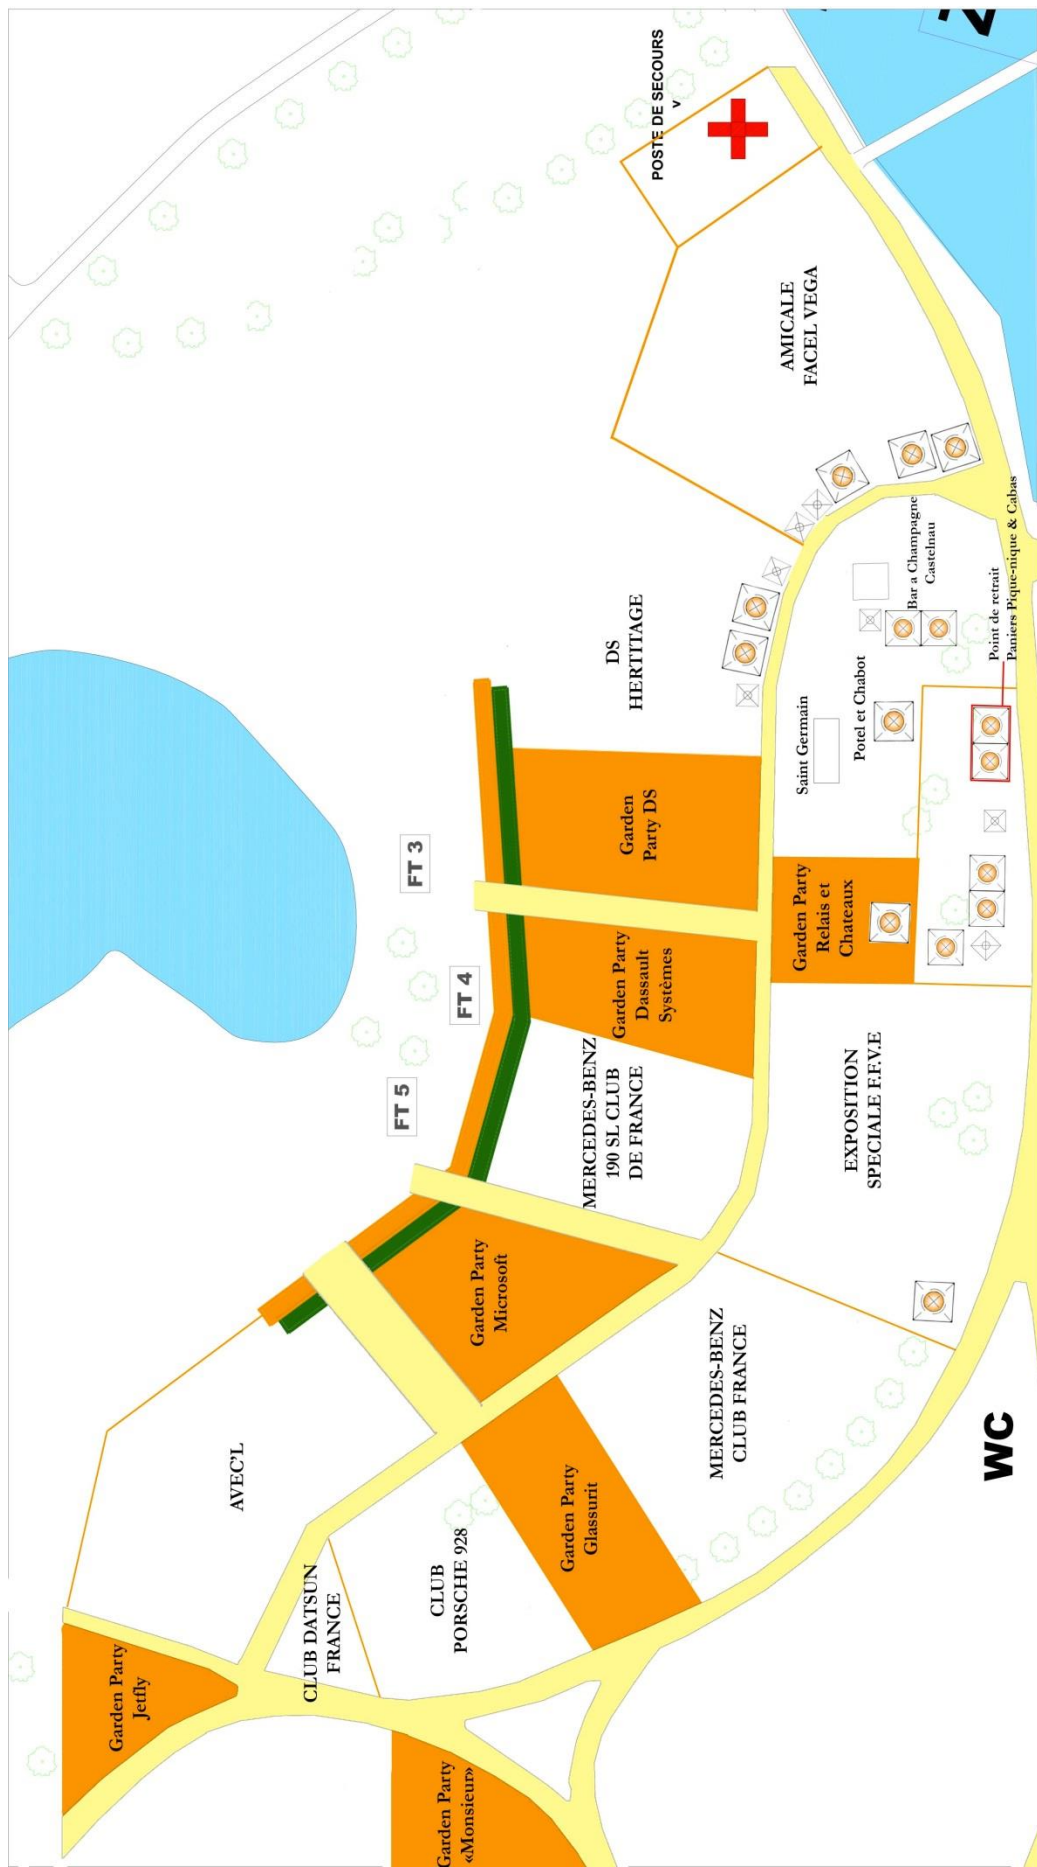 POSTE DE SECOURS
v
AMICALE
FACEL VEGA
DS
HERTITAGE
Bar a Champagne
Castelnau
Point de retrait
Paniers Pique-nique & Cabas
Potel et Chabot
Saint Germain
Garden
Party DS
FT 3
Garden Party
Relais et
Chateaux
Garden Party
Dassault
Systèmes
FT 4
FT 5
MERCEDES-BENZ
190 SL CLUB
DE FRANCE
EXPOSITION
SPECIALE F.F.V.E
Garden Party
Microsoft
MERCEDES-BENZ
CLUB FRANCE
WC
Garden Party
Glassurit
AVEC'L
CLUB
PORSCHE 928
CLUB DATSUN
FRANCE
Garden Party
Jetfly
Garden Party
«Monsieur»